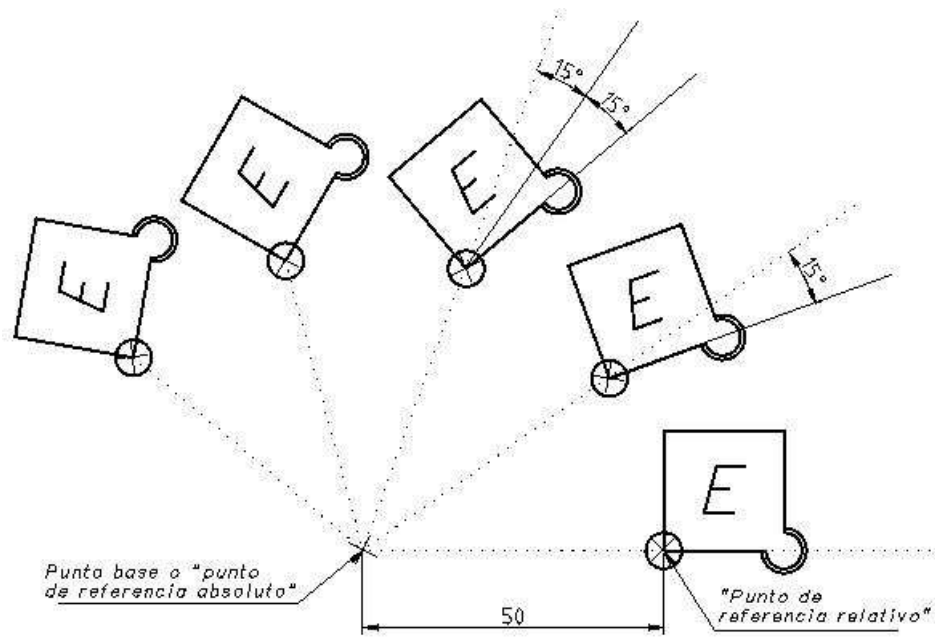 15°
15°
E
E
E
E
15°
E
Punto base o "punto
de referencia absoluto"
50
"Punto de
referencia relativo"